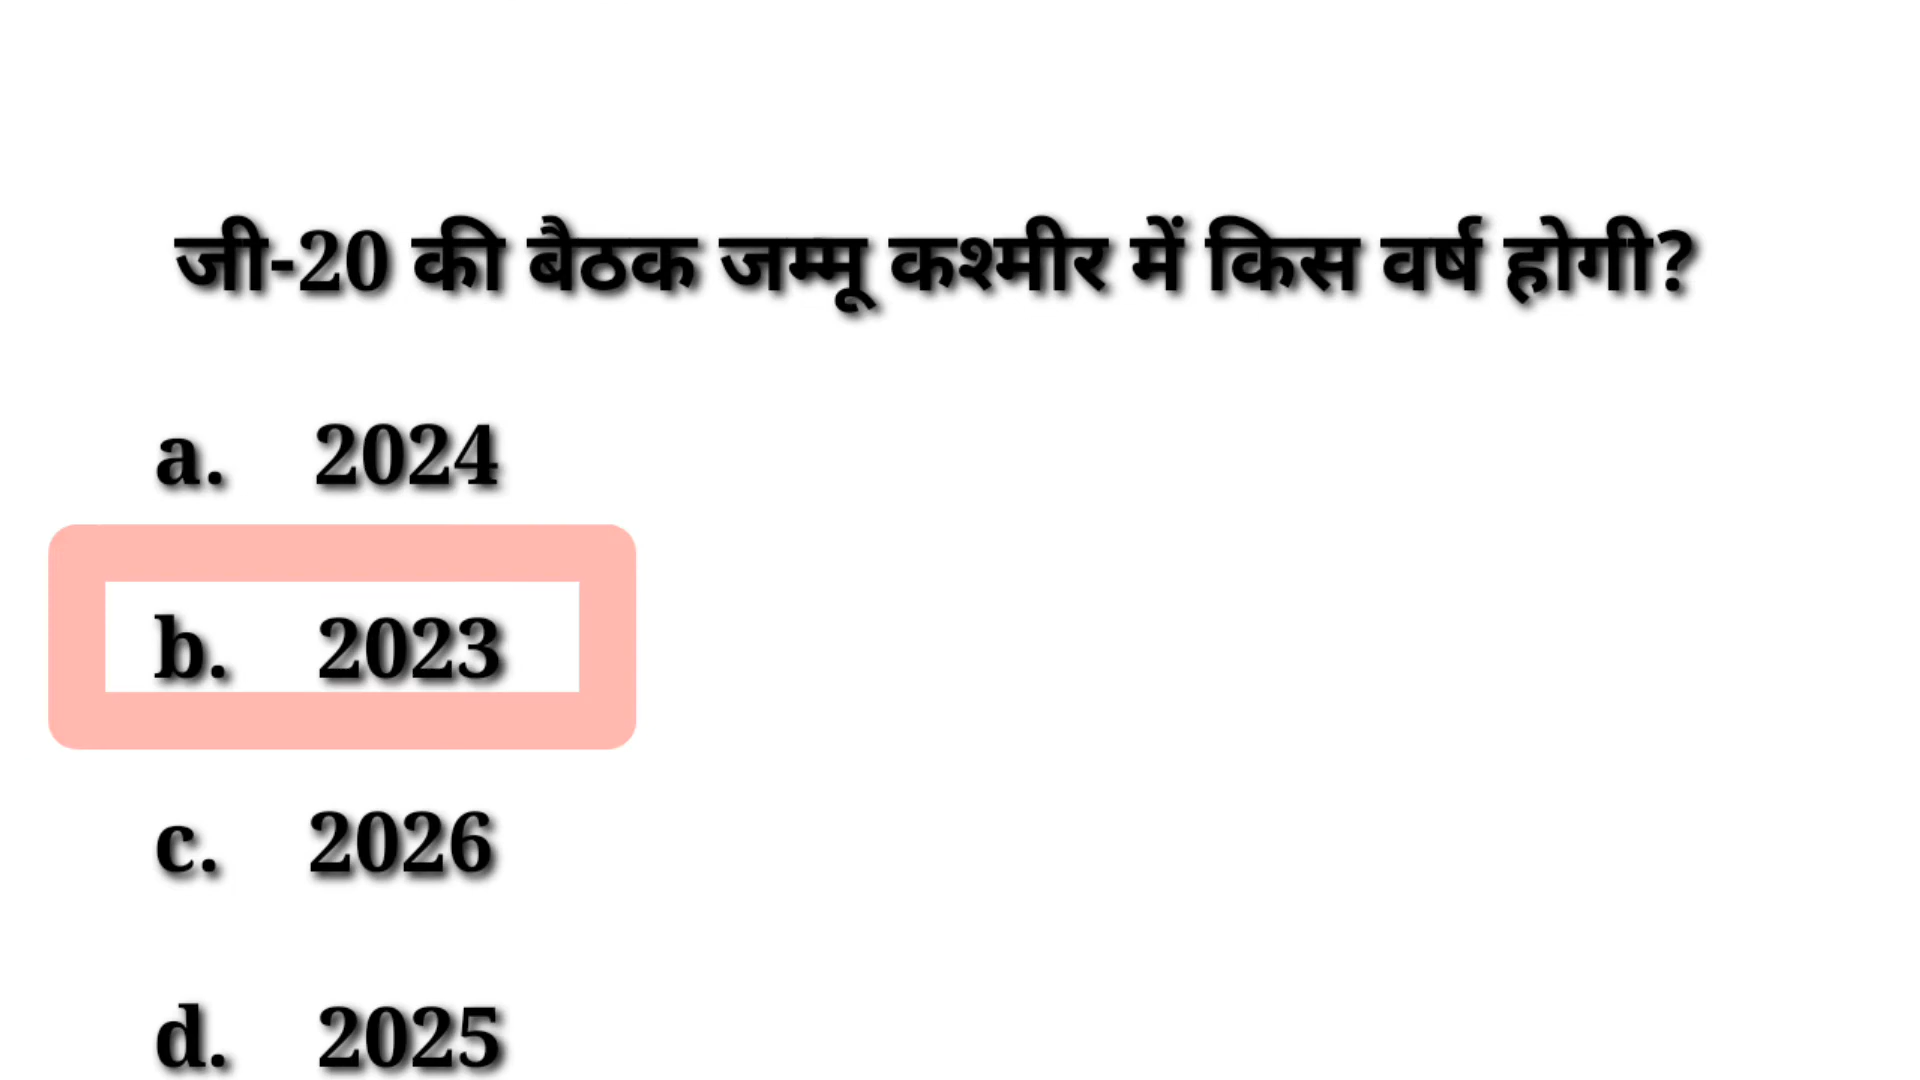 जी-20 की बैठक जम्मू कश्मीर में किस वर्ष होगी?
a. 2024
b. 2023
c. 2026
d. 2025